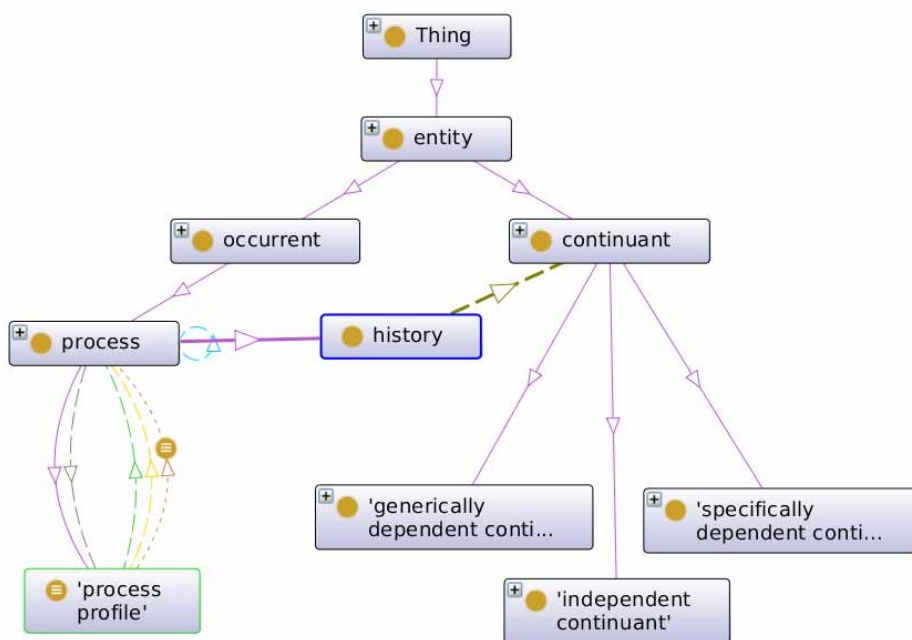 Thing
entity
occurrent
continuant
process
history
'generically
dependent conti...
'specifically
dependent conti...
'process
profile'
'independent
continuant'